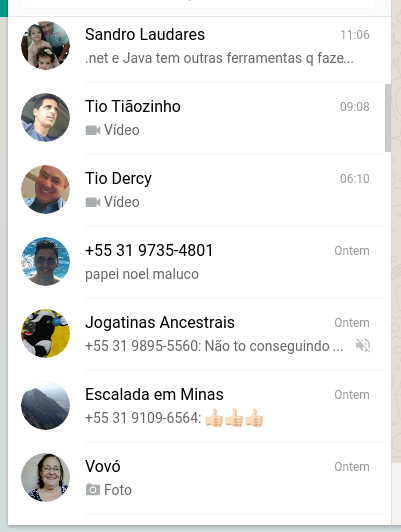 Sandro Laudares 11:06
.net e Java tem outras ferramentas q faze...
Tio Tiãozinho 09:08
Vídeo
Tio Dercy 06:10
Vídeo
+55 31 9735-4801 Ontem
papei noel maluco
Jogatinas Ancestrais Ontem
+55 31 9895-5560: Não to conseguindo ...
Escalada em Minas Ontem
+55 31 9109-6564: 👍🏻👍🏻👍🏻
Vovó Ontem
Foto